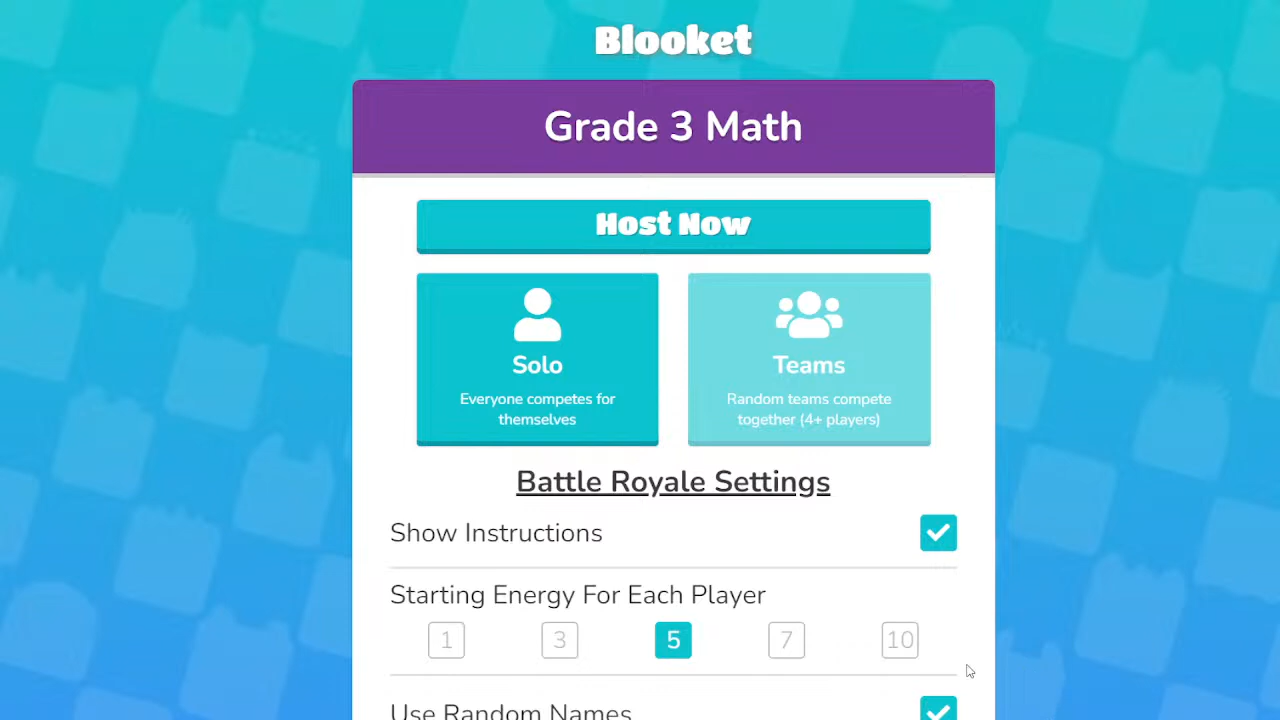 Blooket
Grade 3 Math
Host Now
Solo
Everyone competes for
themselves
Teams
Random teams compete
together (4+ players)
Battle Royale Settings
Show Instructions
Starting Energy For Each Player
1 3 5 7 10
Use Random Names